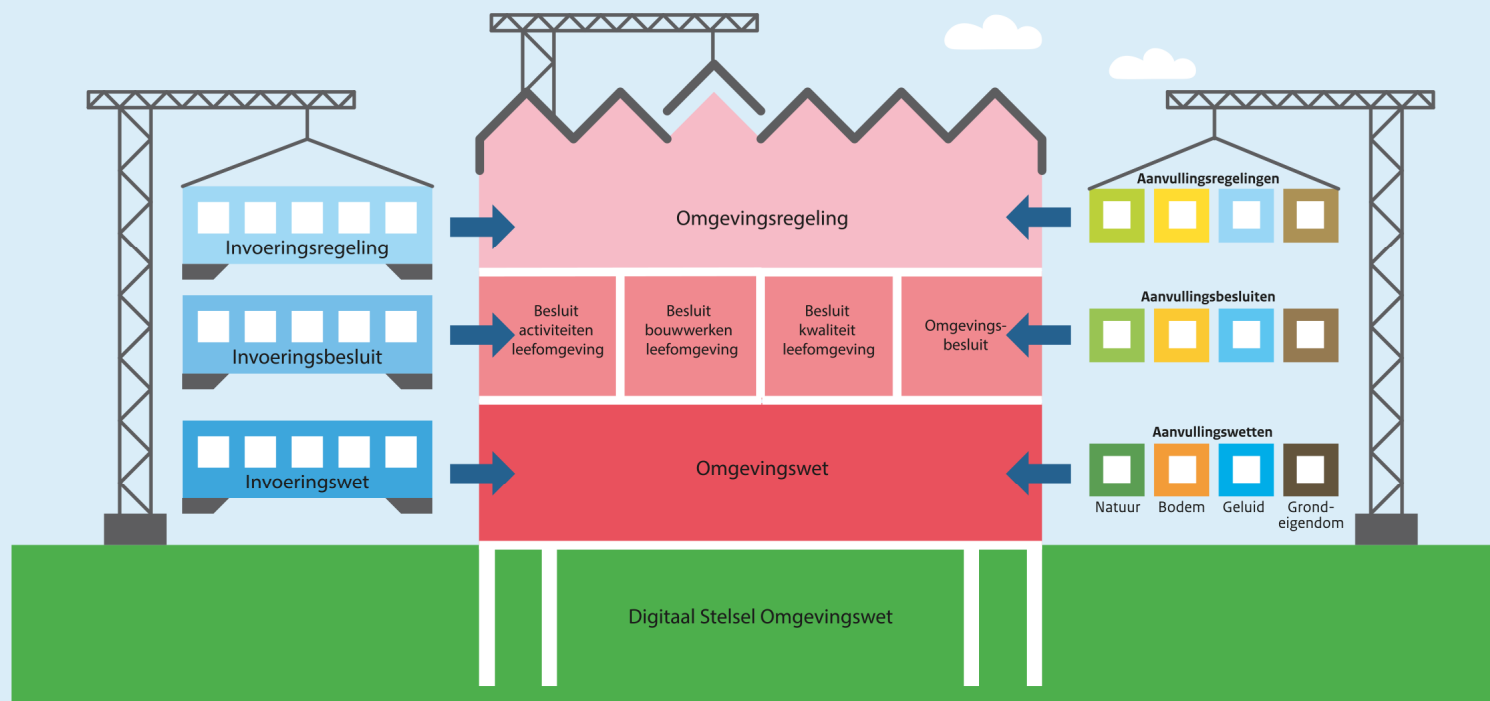 Aanvullingsregelingen
Omgevingsregeling
Invoeringsregeling
Besluit
activiteiten
leefomgeving
Besluit
bouwwerken
leefomgeving
Besluit
kwaliteit
leefomgeving
Omgevings-
besluit
Aanvullingsbesluiten
Invoeringsbesluit
Aanvullingswetten
Omgevingswet
Invoeringswet
Natuur
Bodem
Geluid
Grond-
eigendom
Digitaal Stelsel Omgevingswet